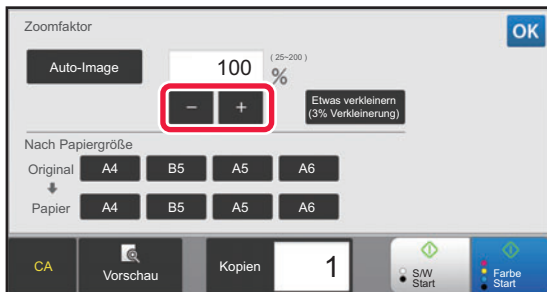 Zoomfaktor
OK
Auto-Image
100
(25~200)
%
− +
Etwas verkleinern
(3% Verkleinerung)
Nach Papiergröße
Original A4 B5 A5 A6
Papier A4 B5 A5 A6
CA
Vorschau
Kopien
1
S/W
Start
Farbe
Start